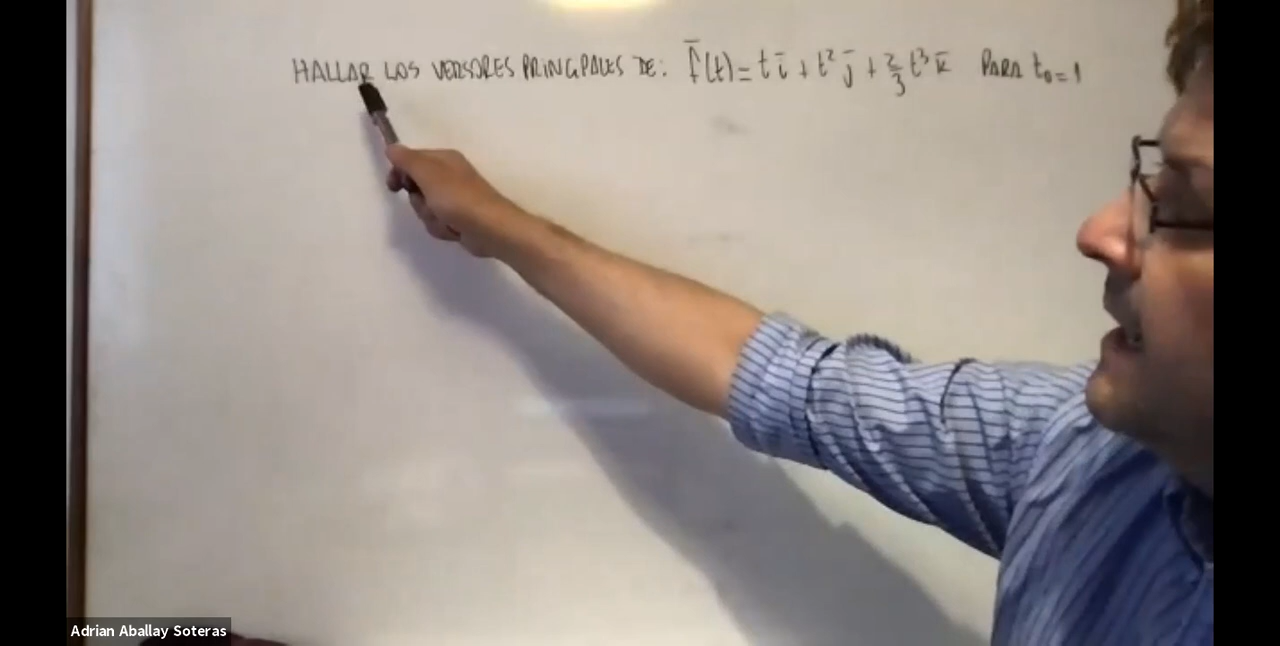 HALLAR LOS VERSORES PRINCIPALES DE: f̄(t) = t ī + t² j̄ + 2/3 t³ k̄ PARA t₀ = 1
Adrian Aballay Soteras